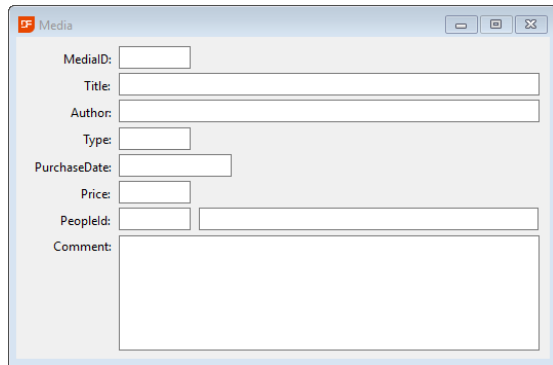 DF Media
MediaID:
Title:
Author:
Type:
PurchaseDate:
Price:
PeopleId:
Comment: